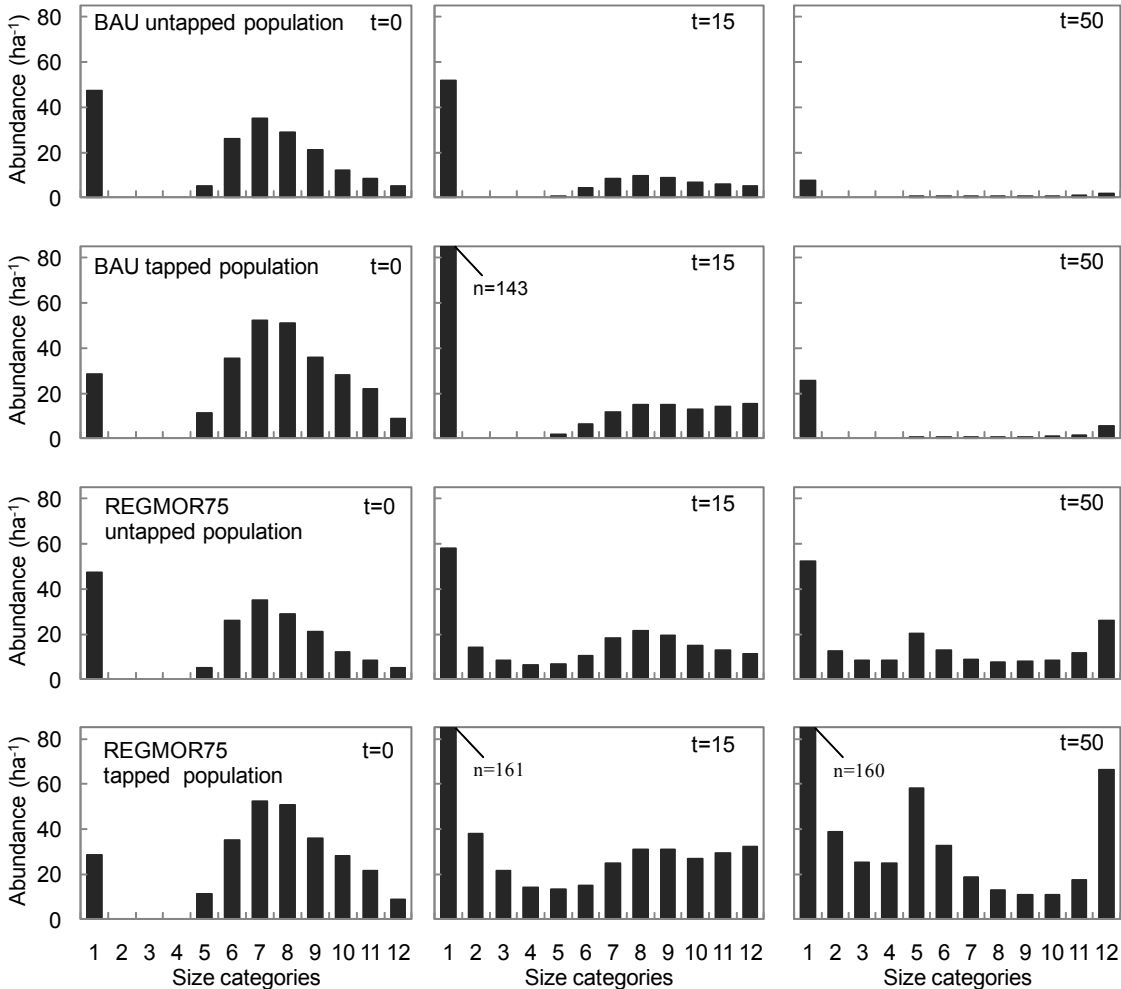 Abundance (ha-1)
80
60
40
20
0
BAU untapped population t=0
t=15
t=50
Abundance (ha-1)
80
60
40
20
0
BAU tapped population t=0
n=143
t=15
t=50
Abundance (ha-1)
80
60
40
20
0
REGMOR75 t=0
untapped population
t=15
t=50
Abundance (ha-1)
80
60
40
20
0
REGMOR75 t=0
tapped population
n=161
t=15
n=160
t=50
1 2 3 4 5 6 7 8 9 10 11 12
Size categories
1 2 3 4 5 6 7 8 9 10 11 12
Size categories
1 2 3 4 5 6 7 8 9 10 11 12
Size categories